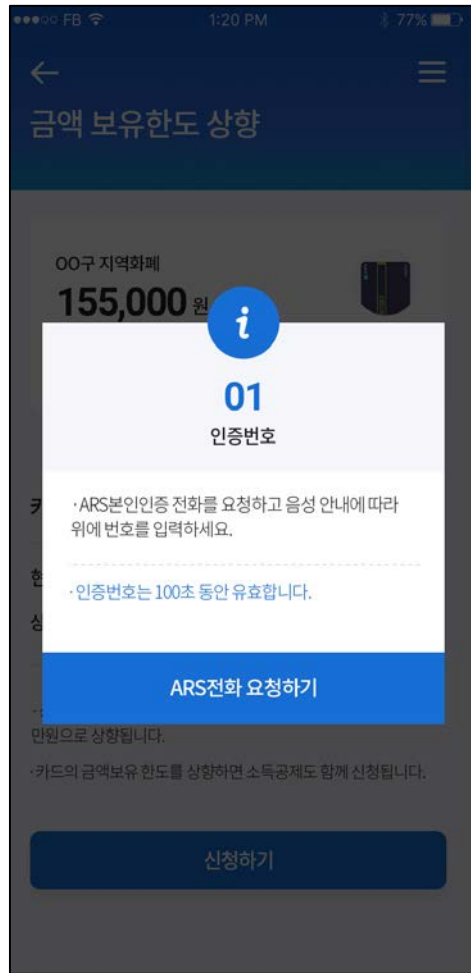 FB 1:20 PM 77%
금액 보유한도 상향
OO구 지역화폐
155,000 원
i
01
인증번호
·ARS본인인증 전화를 요청하고 음성 안내에 따라
위에 번호를 입력하세요.
·인증번호는 100초 동안 유효합니다.
ARS전화 요청하기
만원으로 상향됩니다.
·카드의 금액보유 한도를 상향하면 소득공제도 함께 신청됩니다.
신청하기